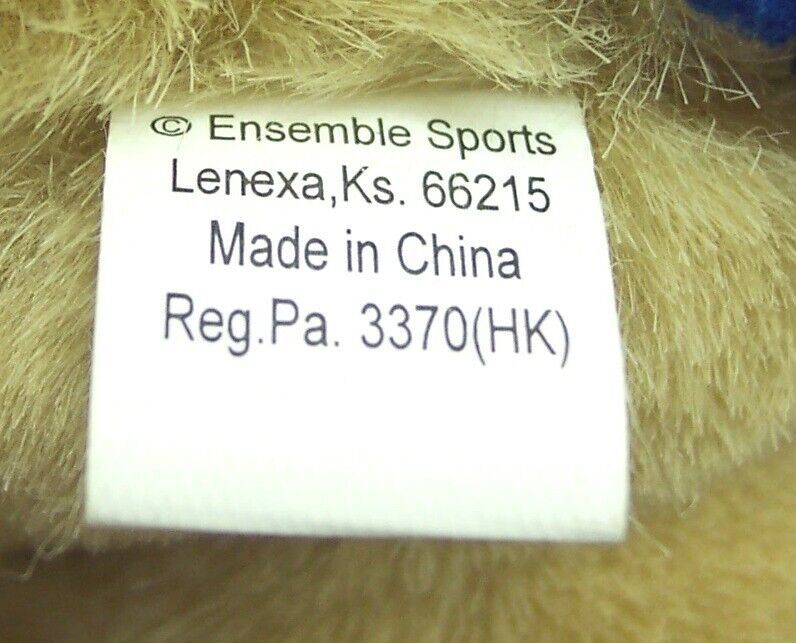 © Ensemble Sports
Lenexa,Ks. 66215
Made in China
Reg.Pa. 3370(HK)